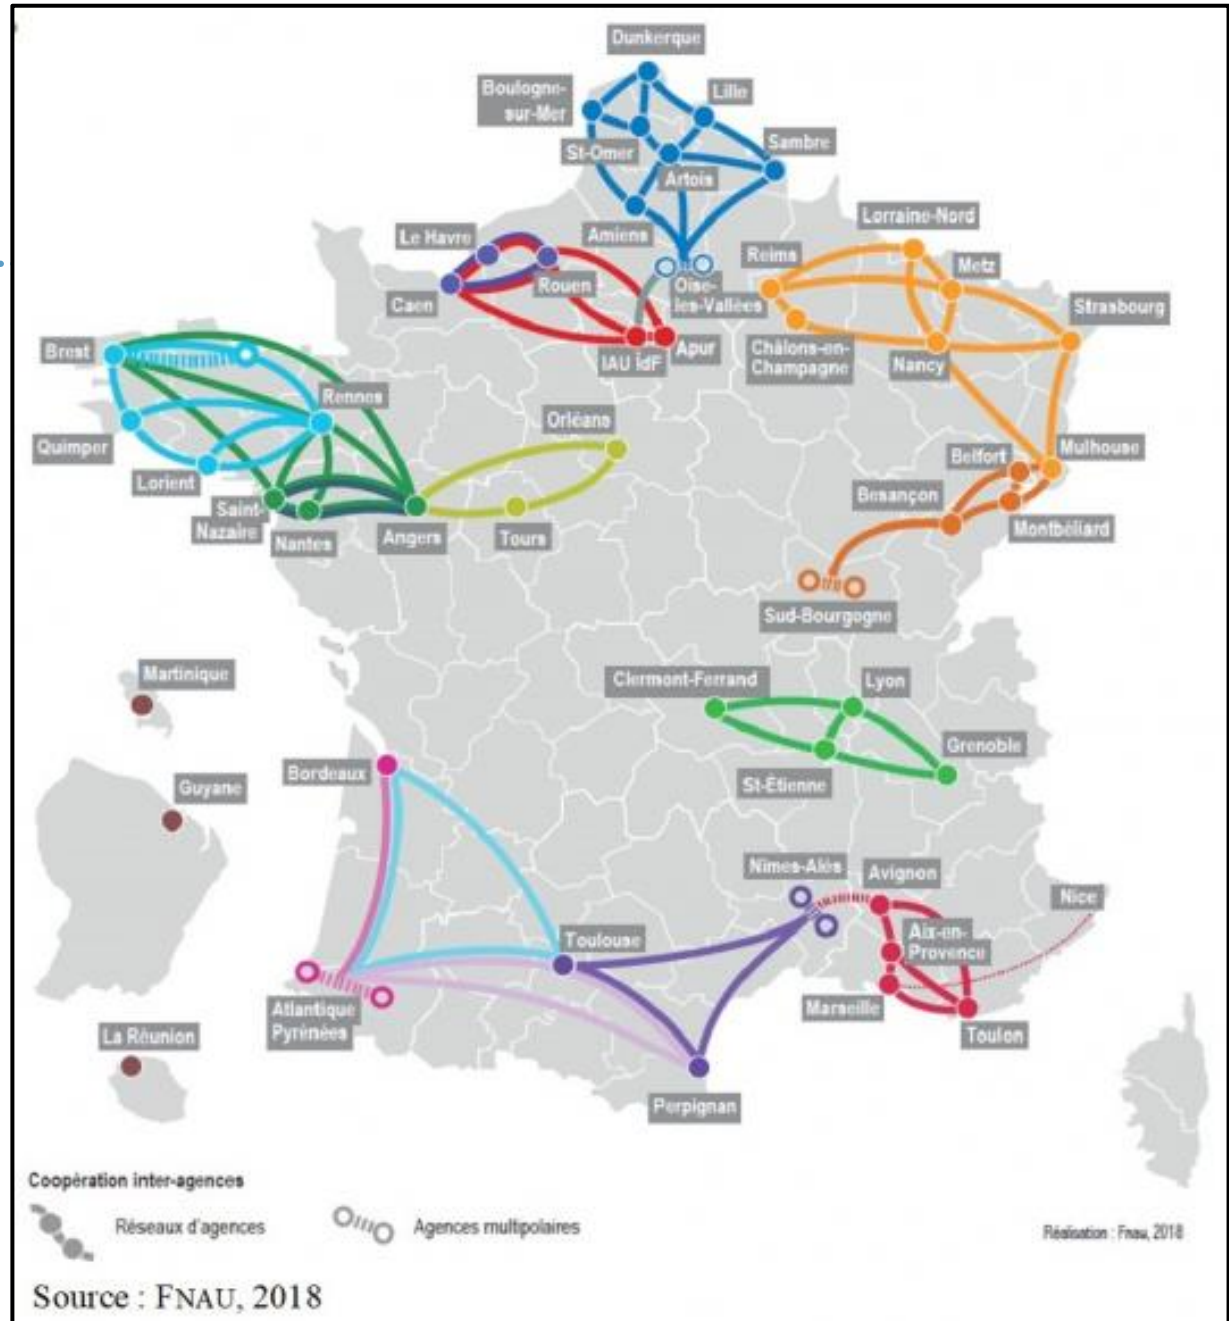 Dunkerque
Boulogne-
sur-Mer
Lille
St-Omer
Sambre
Artois
Amiens
Lorraine-Nord
Le Havre
Reims
Metz
Rouen
Oise-
les-Vallées
Caen
Strasbourg
Brest
IAU îdF
Apur
Châlons-en-
Champagne
Nancy
Rennes
Orléans
Quimper
Mulhouse
Belfort
Lorient
Besançon
Saint-
Nazaire
Nantes
Angers
Tours
Montbéliard
Sud-Bourgogne
Martinique
Clermont-Ferrand
Lyon
Grenoble
Bordeaux
Guyane
St-Étienne
Nîmes-Alès
Avignon
Nice
Toulouse
Aix-en-
Provence
Atlantique
Pyrénées
Marseille
La Réunion
Toulon
Perpignan
Coopération inter-agences
Réseaux d'agences
Agences multipolaires
Réalisation : Fnau, 2018
Source : FNAU, 2018